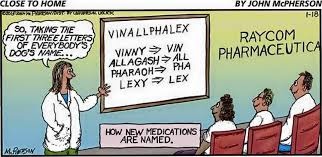 CLOSE TO HOME
BY JOHN McPHERSON
1-18
SO, TAKING THE
FIRST THREE LETTERS
OF EVERYBODY'S
DOG'S NAME...
VINALLPHALEX
VINNY → VIN
ALLAGASH → ALL
PHARAOH → PHA
LEXY → LEX
RAYCOM
PHARMACEUTICA
HOW NEW MEDICATIONS
ARE NAMED.
McPHERSON